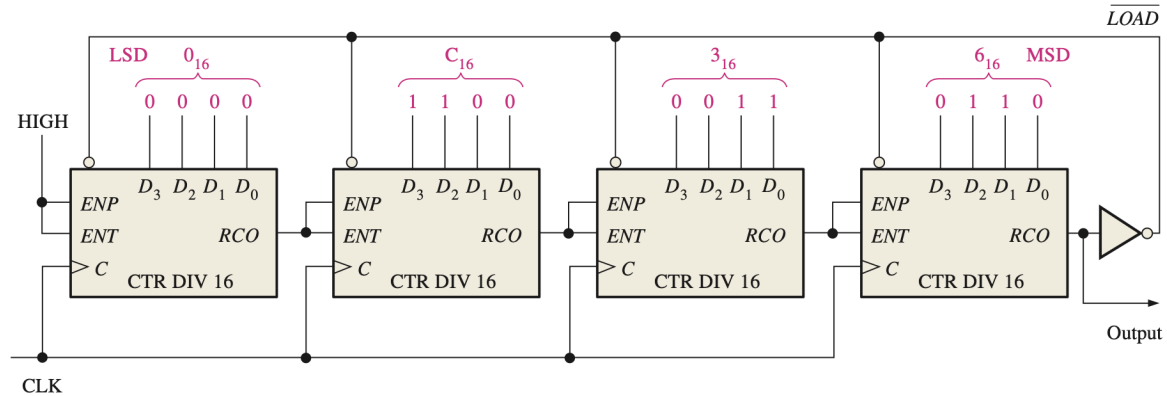 LOAD
LSD 0₁₆ C₁₆ 3₁₆ 6₁₆ MSD
0 0 0 0 1 1 0 0 0 0 1 1 0 1 1 0
HIGH
D₃ D₂ D₁ D₀ D₃ D₂ D₁ D₀ D₃ D₂ D₁ D₀ D₃ D₂ D₁ D₀
ENP ENP ENP ENP
ENT RCO ENT RCO ENT RCO ENT RCO
C C C C
CTR DIV 16 CTR DIV 16 CTR DIV 16 CTR DIV 16
Output
CLK